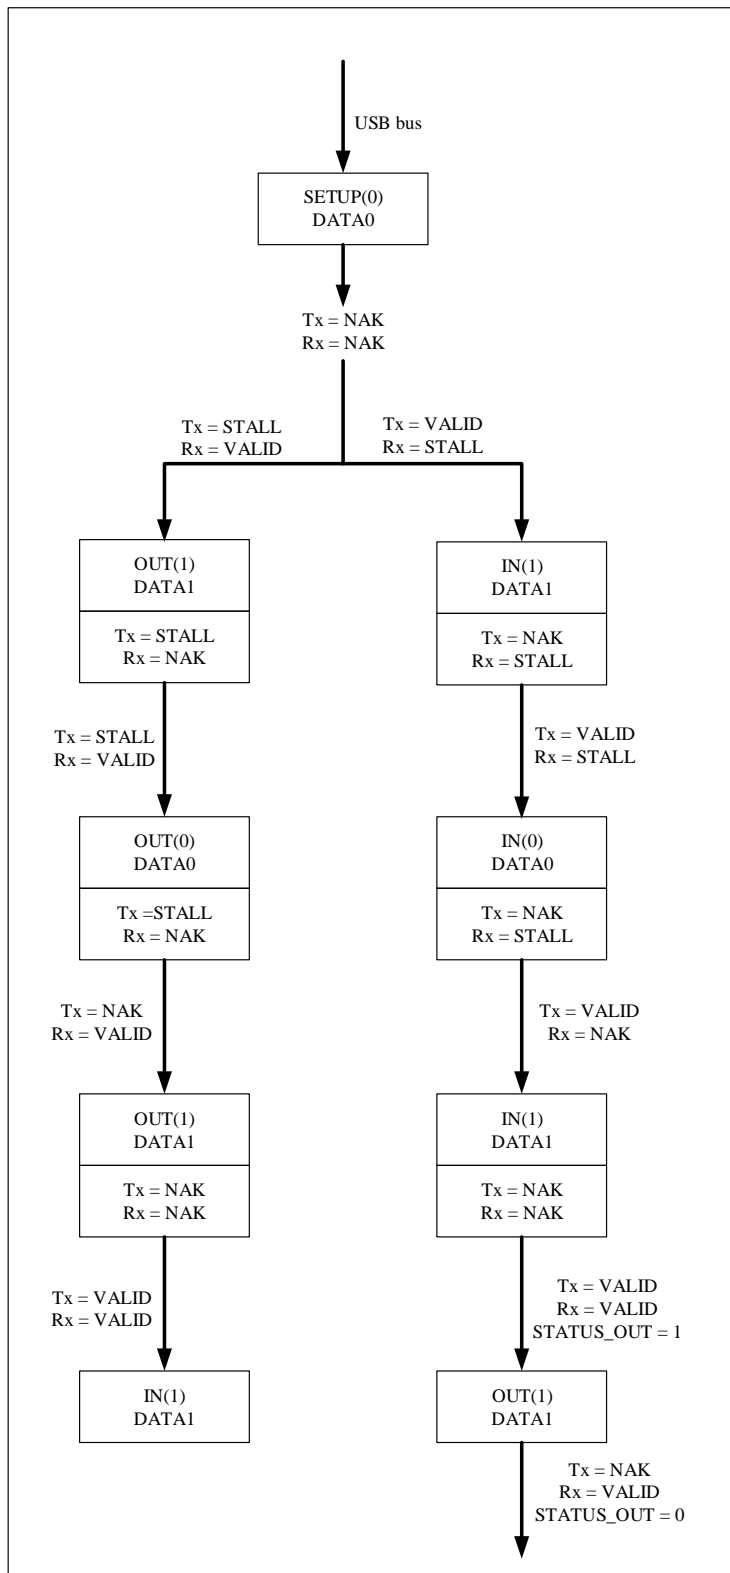 USB bus
SETUP(0)
DATA0
Tx = NAK
Rx = NAK
Tx = STALL
Rx = VALID
Tx = VALID
Rx = STALL
OUT(1)
DATA1
Tx = STALL
Rx = NAK
IN(1)
DATA1
Tx = NAK
Rx = STALL
Tx = STALL
Rx = VALID
Tx = VALID
Rx = STALL
OUT(0)
DATA0
Tx =STALL
Rx = NAK
IN(0)
DATA0
Tx = NAK
Rx = STALL
Tx = NAK
Rx = VALID
Tx = VALID
Rx = NAK
OUT(1)
DATA1
Tx = NAK
Rx = NAK
IN(1)
DATA1
Tx = NAK
Rx = NAK
Tx = VALID
Rx = VALID
Tx = VALID
Rx = VALID
STATUS_OUT = 1
IN(1)
DATA1
OUT(1)
DATA1
Tx = NAK
Rx = VALID
STATUS_OUT = 0